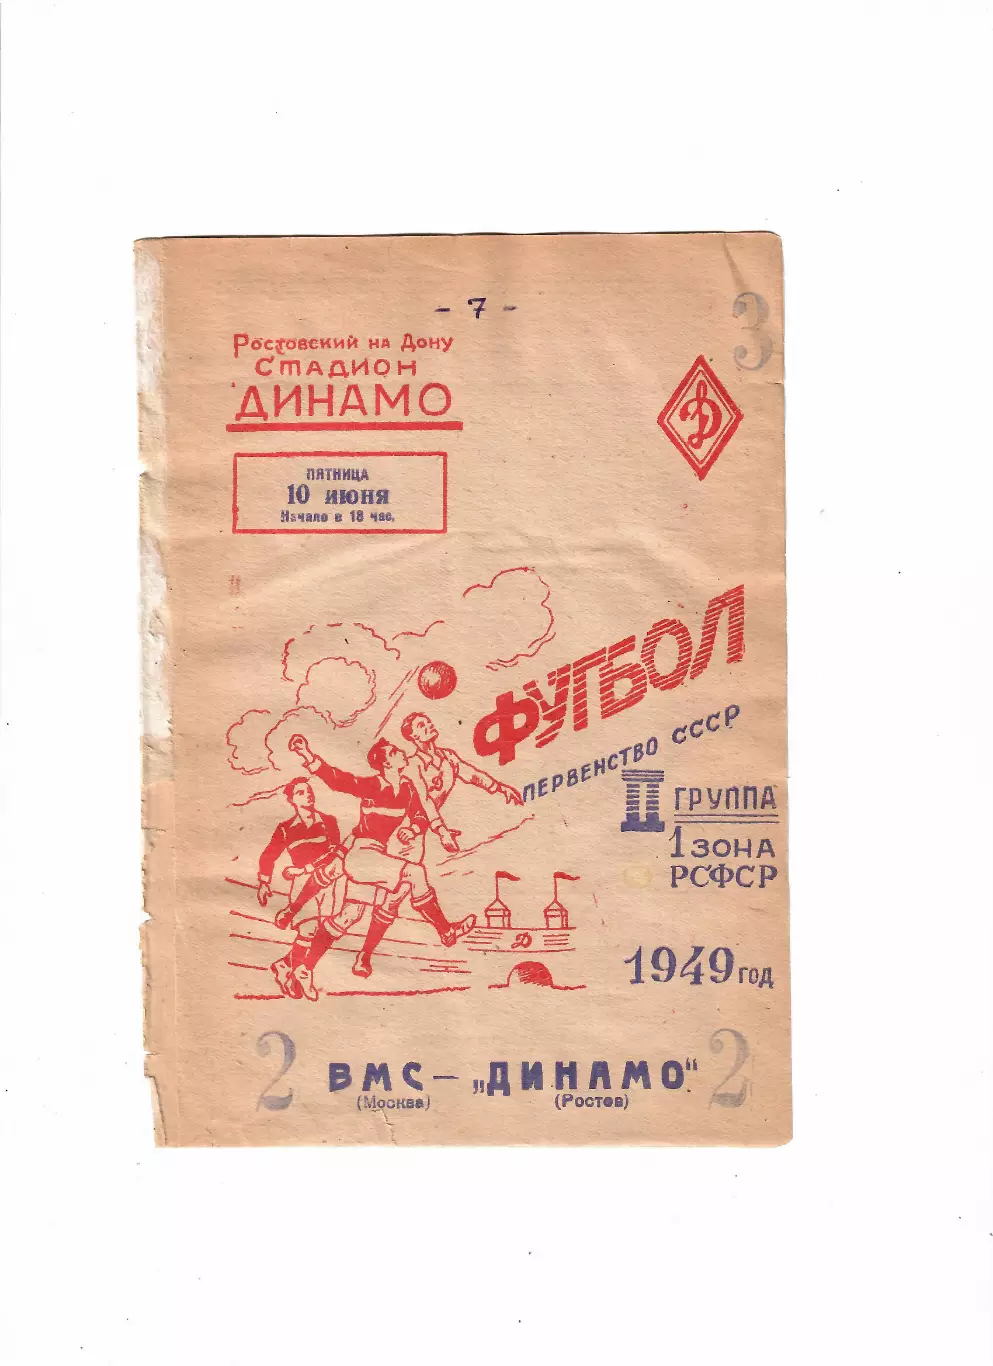 - 7 -
3
Ростовский на Дону
СТАДИОН
ДИНАМО
Д
ПЯТНИЦА
10 июня
Начало в 18 час.
ФУТБОЛ
ПЕРВЕНСТВО СССР
II ГРУППА
1 ЗОНА
РСФСР
Д
1949 год
2 ВМС – „ДИНАМО“ 2
(Москва) (Ростов)